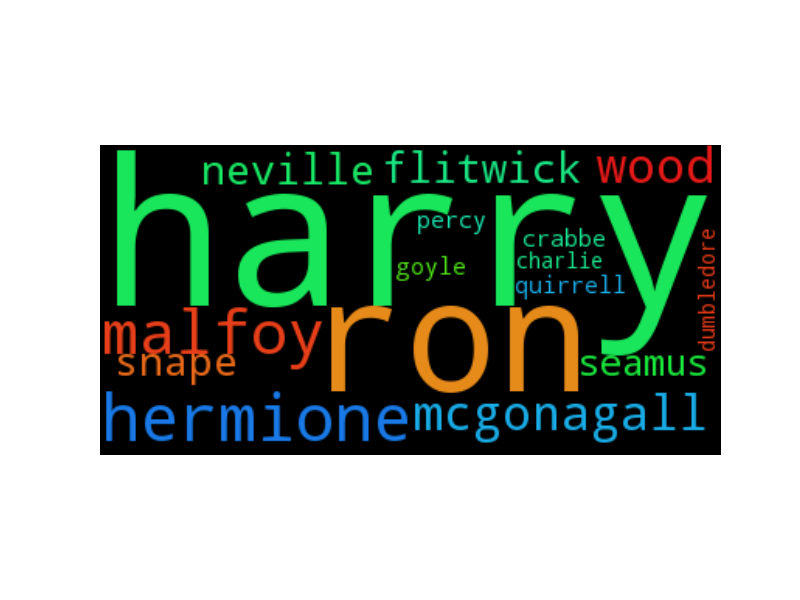 neville flitwick wood
harry
percy
crabbe
charlie
goyle
quirrell
dumbledore
malfoy
ron
snape
seamus
hermione
mcgonagall